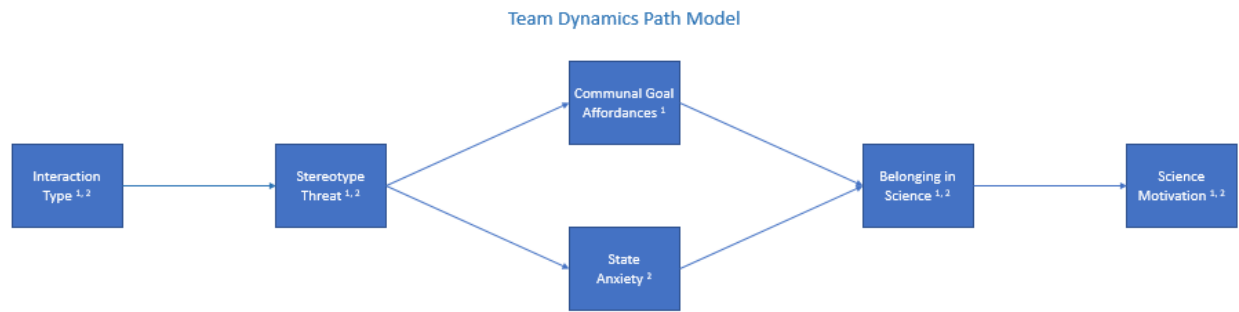 Team Dynamics Path Model
Interaction
Type 1, 2
Stereotype
Threat 1, 2
Communal Goal
Affordances 1
State
Anxiety 2
Belonging in
Science 1, 2
Science
Motivation 1, 2